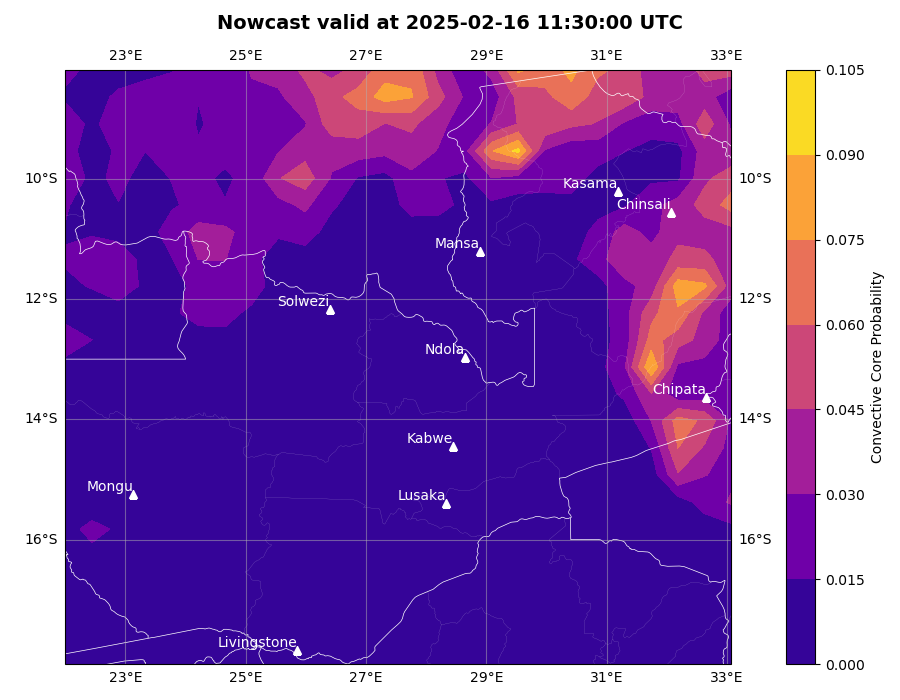 Nowcast valid at 2025-02-16 11:30:00 UTC
23°E 25°E 27°E 29°E 31°E 33°E
0.105
0.090
10°S 10°S
Kasama
Chinsali
0.075
Mansa
12°S 12°S
Solwezi
0.060
Ndola
Chipata
14°S 14°S
0.045
Kabwe
Mongu
Lusaka
0.030
16°S 16°S
0.015
Livingstone
0.000
23°E 25°E 27°E 29°E 31°E 33°E
Convective Core Probability